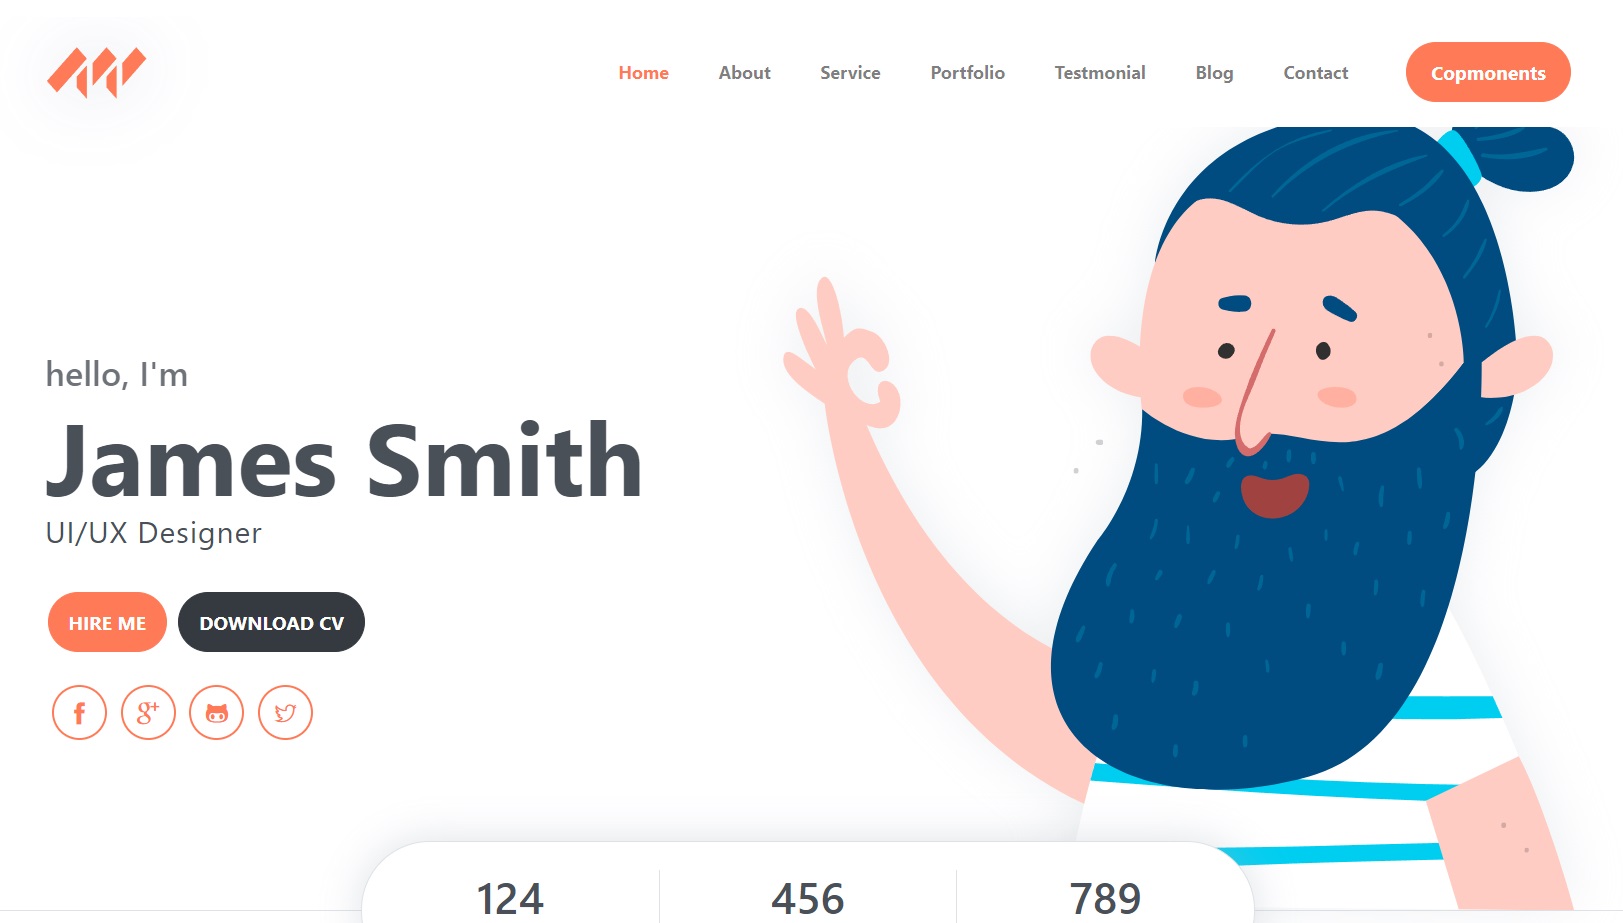 Home About Service Portfolio Testmonial Blog Contact Copmonents
hello, I'm
James Smith
UI/UX Designer
HIRE ME DOWNLOAD CV
124 456 789